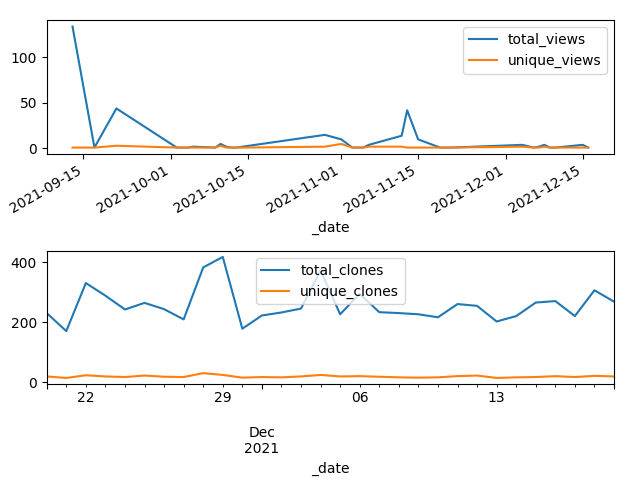 total_views
unique_views
100
50
0
2021-09-15
2021-10-01
2021-10-15
2021-11-01
2021-11-15
2021-12-01
2021-12-15
_date
total_clones
unique_clones
400
200
0
22
29
06
13
Dec
2021
_date